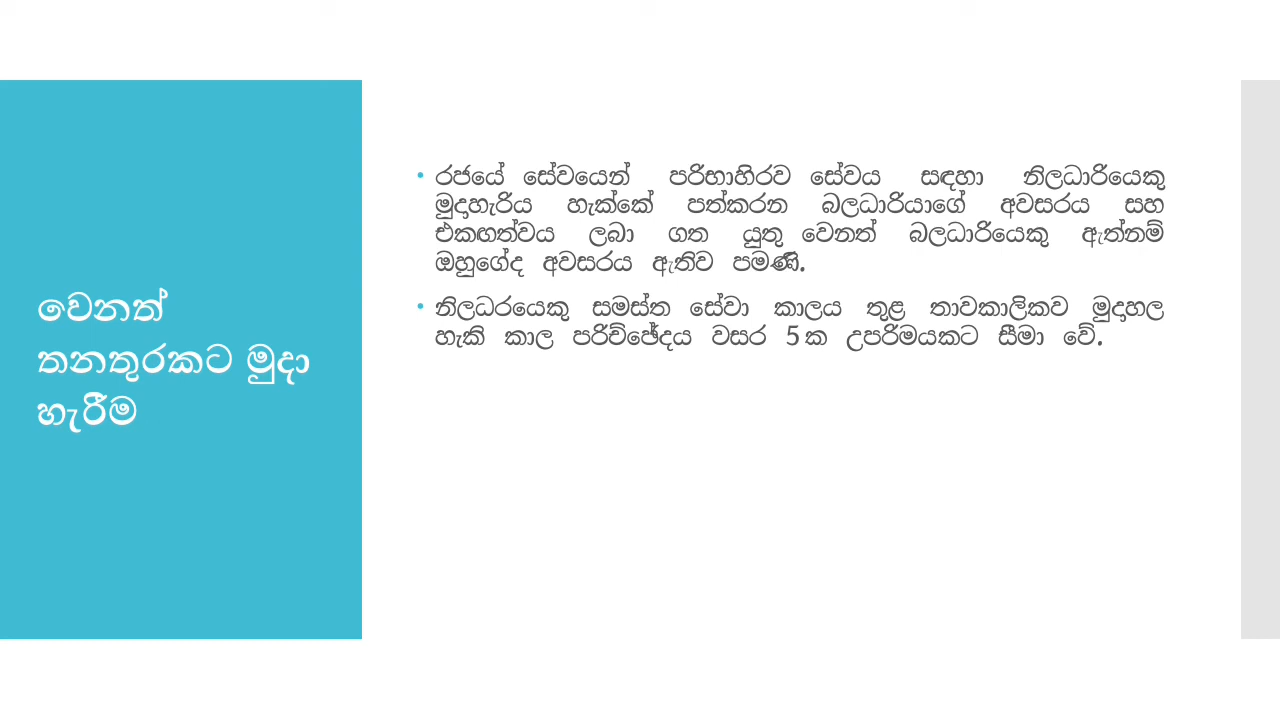 වෙනත්
තනතුරකට මුදා
හැරීම
• රජයේ සේවයෙන් පරිභාහිරව සේවය සඳහා නිලධාරියෙකු
මුදාහැරිය හැක්කේ පත්කරන බලධාරියාගේ අවසරය සහ
එකඟත්වය ලබා ගත යුතු වෙනත් බලධාරියෙකු ඇත්නම්
ඔහුගේද අවසරය ඇතිව පමණි.
• නිලධරයෙකු සමස්ත සේවා කාලය තුළ තාවකාලිකව මුදාහල
හැකි කාල පරිච්ඡේදය වසර 5 ක උපරිමයකට සීමා වේ.